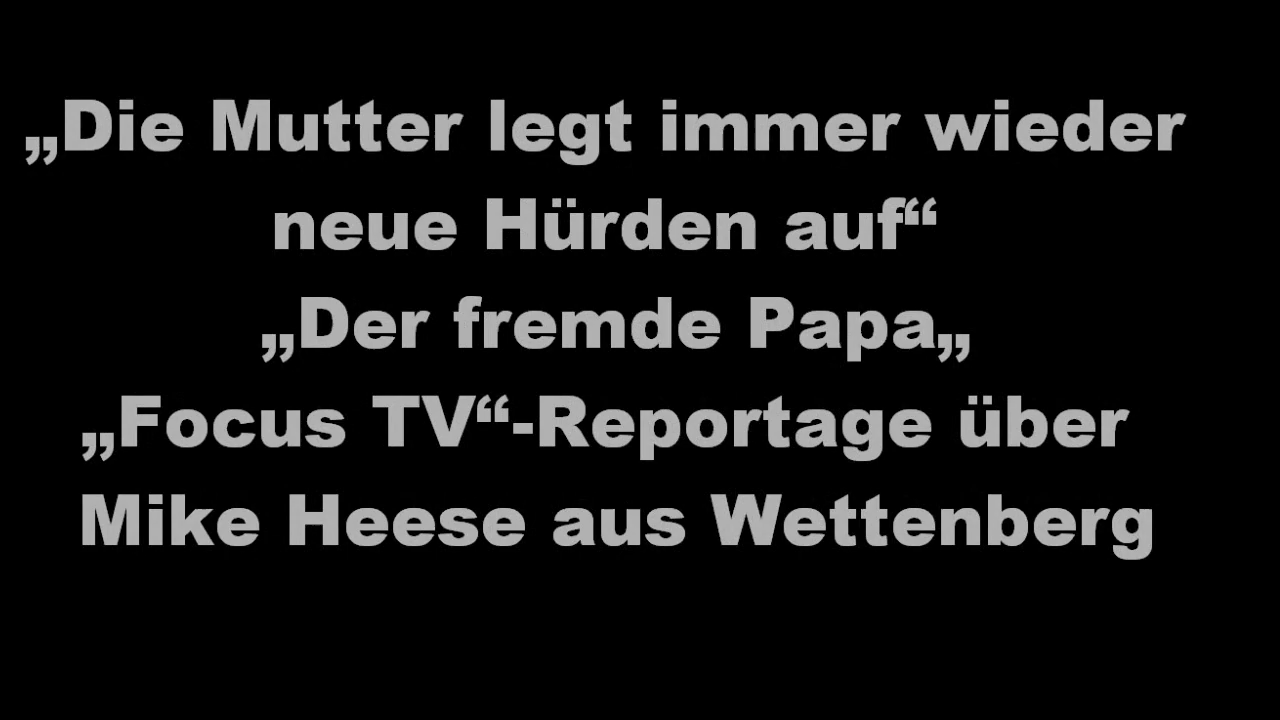 „Die Mutter legt immer wieder
neue Hürden auf“
„Der fremde Papa„
„Focus TV“-Reportage über
Mike Heese aus Wettenberg